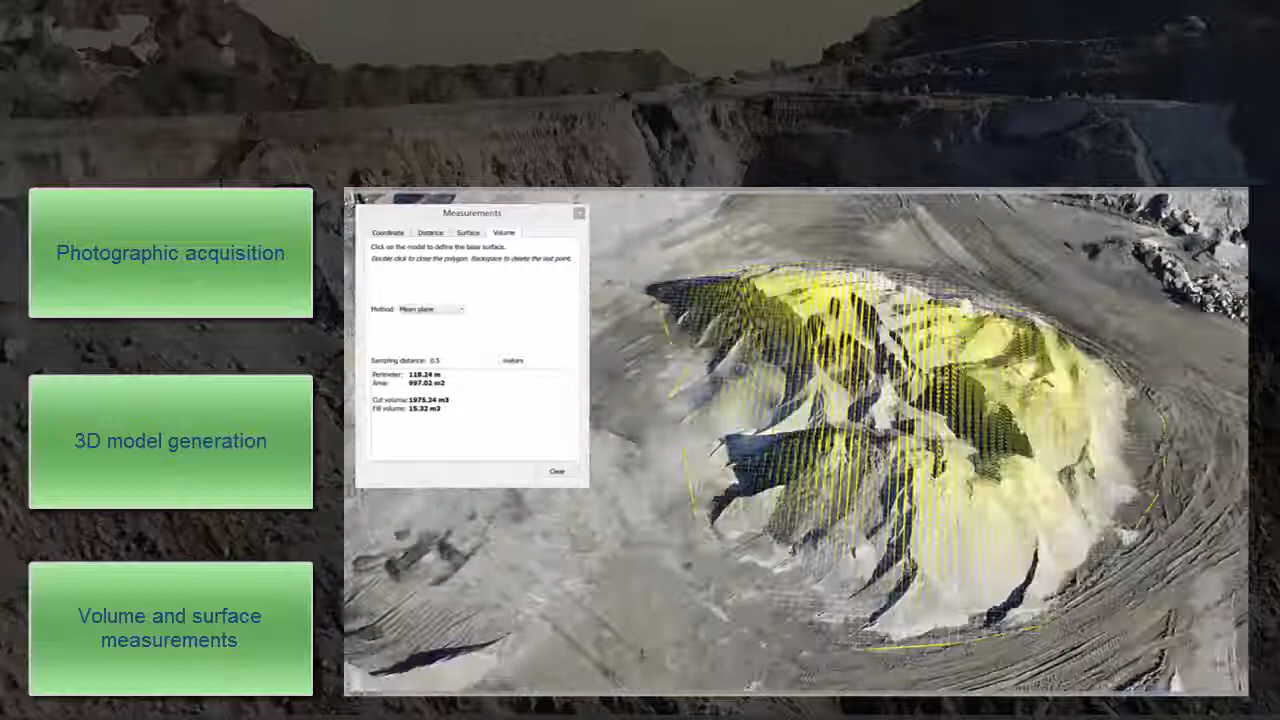 Photographic acquisition
3D model generation
Volume and surface
measurements
Measurements
Coordinate Distance Surface Volume
Click on the model to define the base surface.
Double click to close the polygon. Backspace to delete the last point.
Method: Mean plane
Sampling distance: 0.5 meters
Perimeter: 118.24 m
Area: 997.02 m2
Cut volume: 1975.24 m3
Fill volume: 15.32 m3
Clear